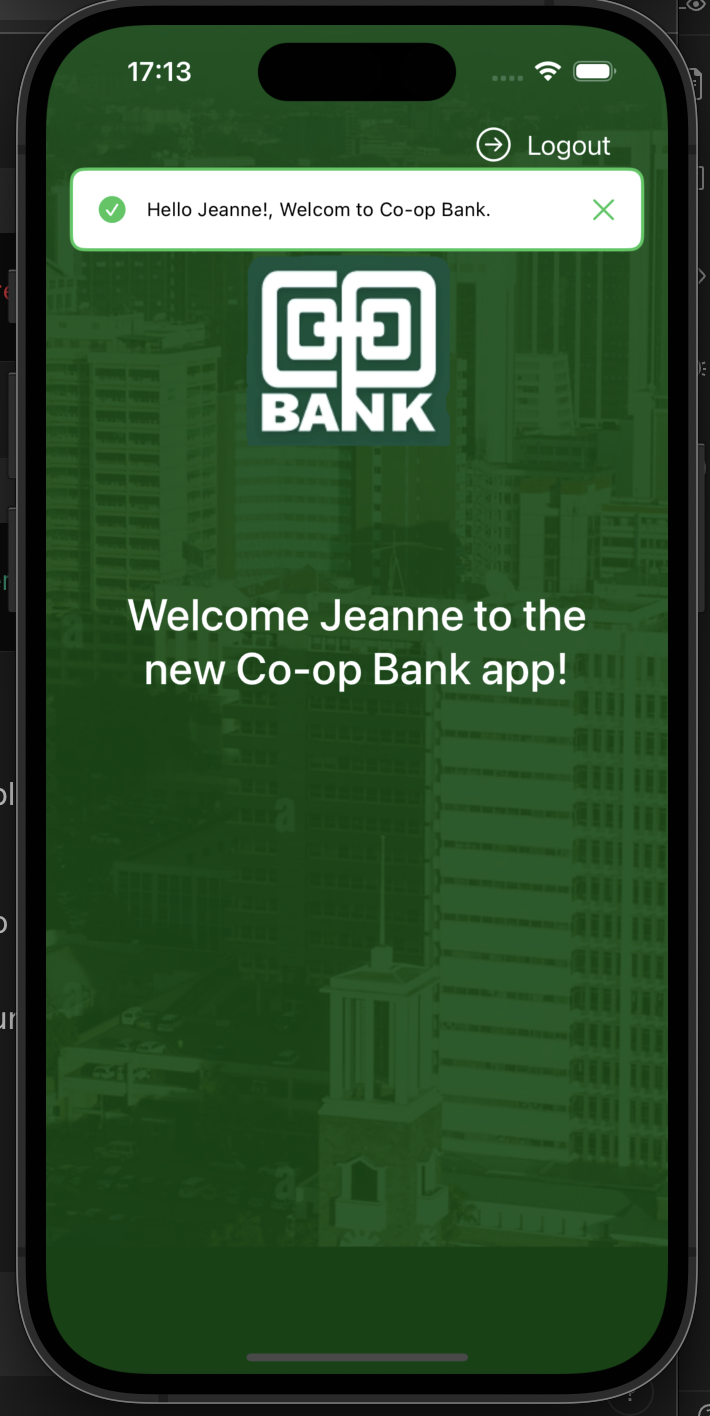 17:13
Logout
Hello Jeanne!, Welcom to Co-op Bank.
BANK
Welcome Jeanne to the
new Co-op Bank app!
a
a
a